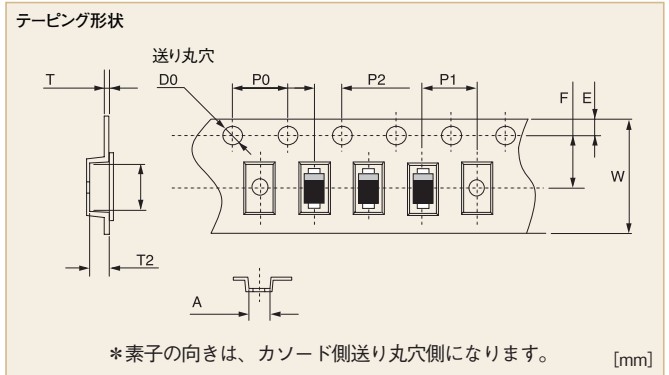 テーピング形状
送り丸穴
T
D0
P0
P2
P1
F
E
W
T2
A
*素子の向きは、カソード側送り丸穴側になります。
[mm]